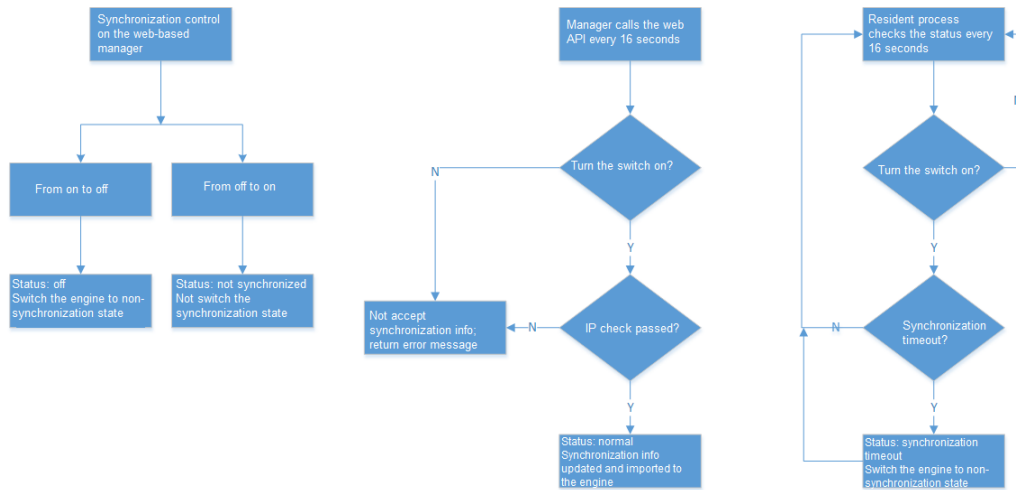 Synchronization control
on the web-based
manager
From on to off
From off to on
Status: off
Switch the engine to non-
synchronization state
Status: not synchronized
Not switch the
synchronization state
Manager calls the web
API every 16 seconds
Turn the switch on?
N
Y
IP check passed?
N
Not accept
synchronization info;
return error message
Y
Status: normal
Synchronization info
updated and imported to
the engine
Resident process
checks the status every
16 seconds
Turn the switch on?
Y
Synchronization
timeout?
N
Y
Status: synchronization
timeout
Switch the engine to non-
synchronization state